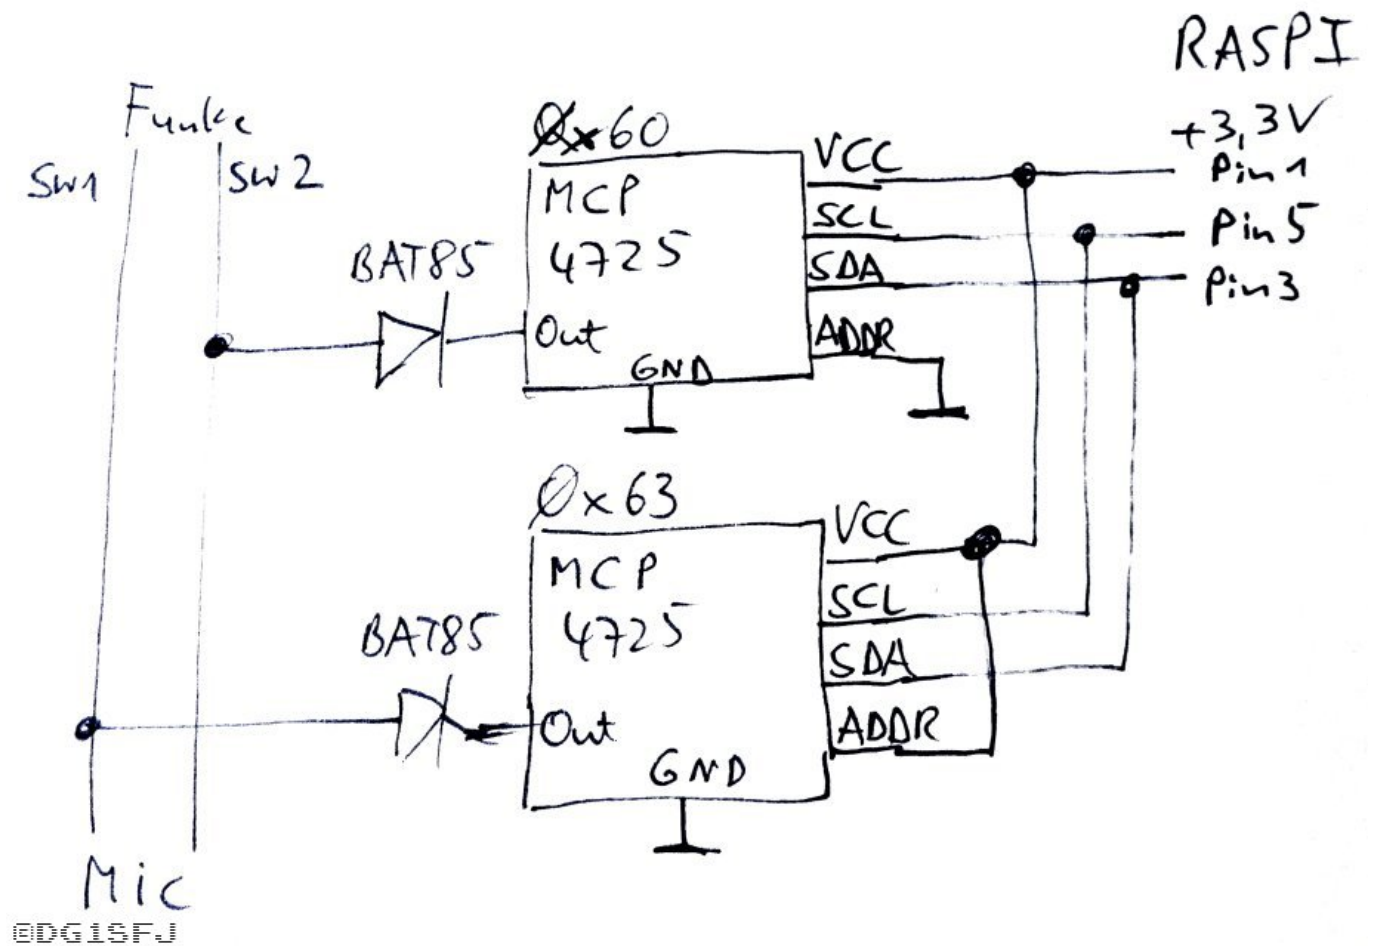 RASPI
Funke
SW1
SW2
0x60
MCP
4725
BAT85
Out
GND
VCC
SCL
SDA
ADDR
+3,3V
Pin1
Pin5
Pin3
0x63
MCP
4725
BAT85
Out
GND
VCC
SCL
SDA
ADDR
Mic
@DG1SFJ